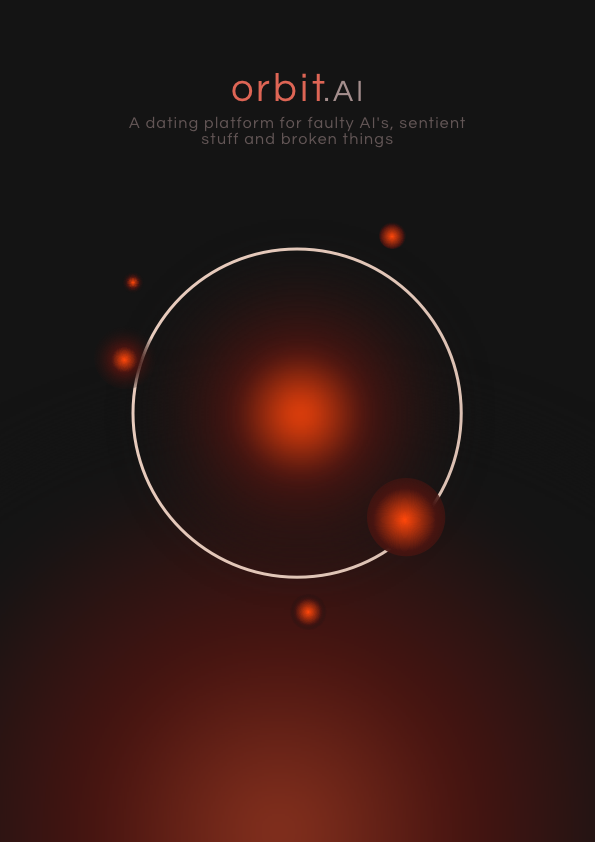 orbit.AI
A dating platform for faulty AI's, sentient
stuff and broken things